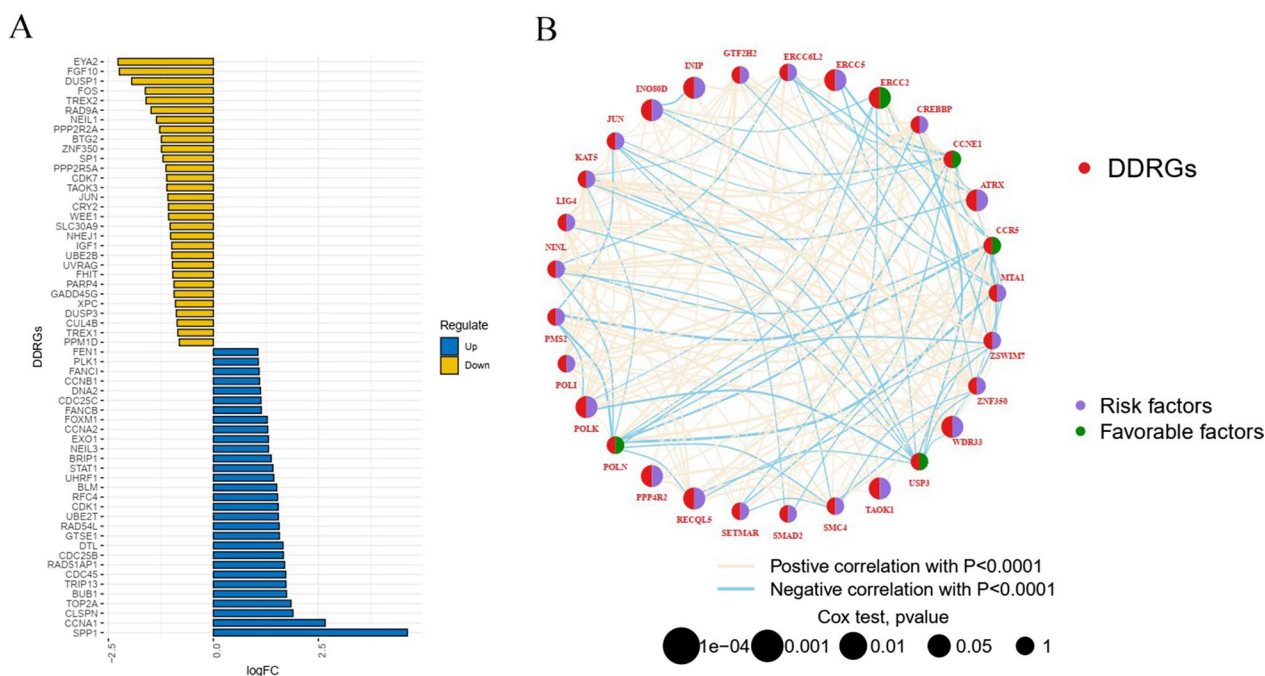 A
EYA2
FGF10
DUSP1
FOS
TREX2
RAD9A
NEIL1
PPP2R2A
BTG2
ZNF350
SP1
PPP2R5A
CDK7
TAOK3
JUN
CRY2
WEE1
SLC30A9
NHEJ1
IGF1
UBE2B
UVRAG
FHIT
PARP4
GADD45G
XPC
DUSP3
CUL4B
TREX1
PPM1D
FEN1
PLK1
FANCI
CCNB1
DNA2
CDC25C
FANCB
FOXM1
CCNA2
EXO1
NEIL3
BRIP1
STAT1
UHRF1
BLM
RFC4
CDK1
UBE2T
RAD54L
GTSE1
DTL
CDC25B
RAD51AP1
CDC45
TRIP13
BUB1
TOP2A
CLSPN
CCNA1
SPP1
DDRGs
-2.5
0.0
2.5
logFC
Regulate
Up
Down
B
GTF2H2
ERCC6L2
ERCC5
ERCC2
CREBBP
CCNE1
ATRX
CCR5
MTA1
ZSWIM7
ZNF350
WDR33
USP3
TAOK1
SMC4
SMAD2
SETMAR
RECQL5
PPP4R2
POLN
POLK
POLI
PMS2
NINL
LIG4
KAT5
JUN
INO80D
INIP
DDRGs
Risk factors
Favorable factors
Postive correlation with P<0.0001
Negative correlation with P<0.0001
Cox test, pvalue
1e-04 0.001 0.01 0.05 1